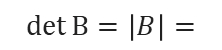 det B = |B| =